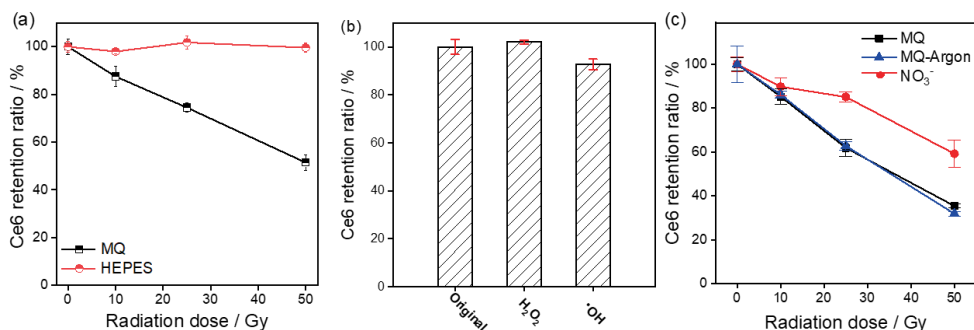 (a)
Ce6 retention ratio / %
100
80
60
40
20
0
MQ
HEPES
0
10
20
30
40
50
Radiation dose / Gy
(b)
Ce6 retention ratio / %
100
80
60
40
20
0
Original
H₂O₂
·OH
(c)
Ce6 retention ratio / %
100
80
60
40
20
0
MQ
MQ-Argon
NO₃⁻
0
10
20
30
40
50
Radiation dose / Gy